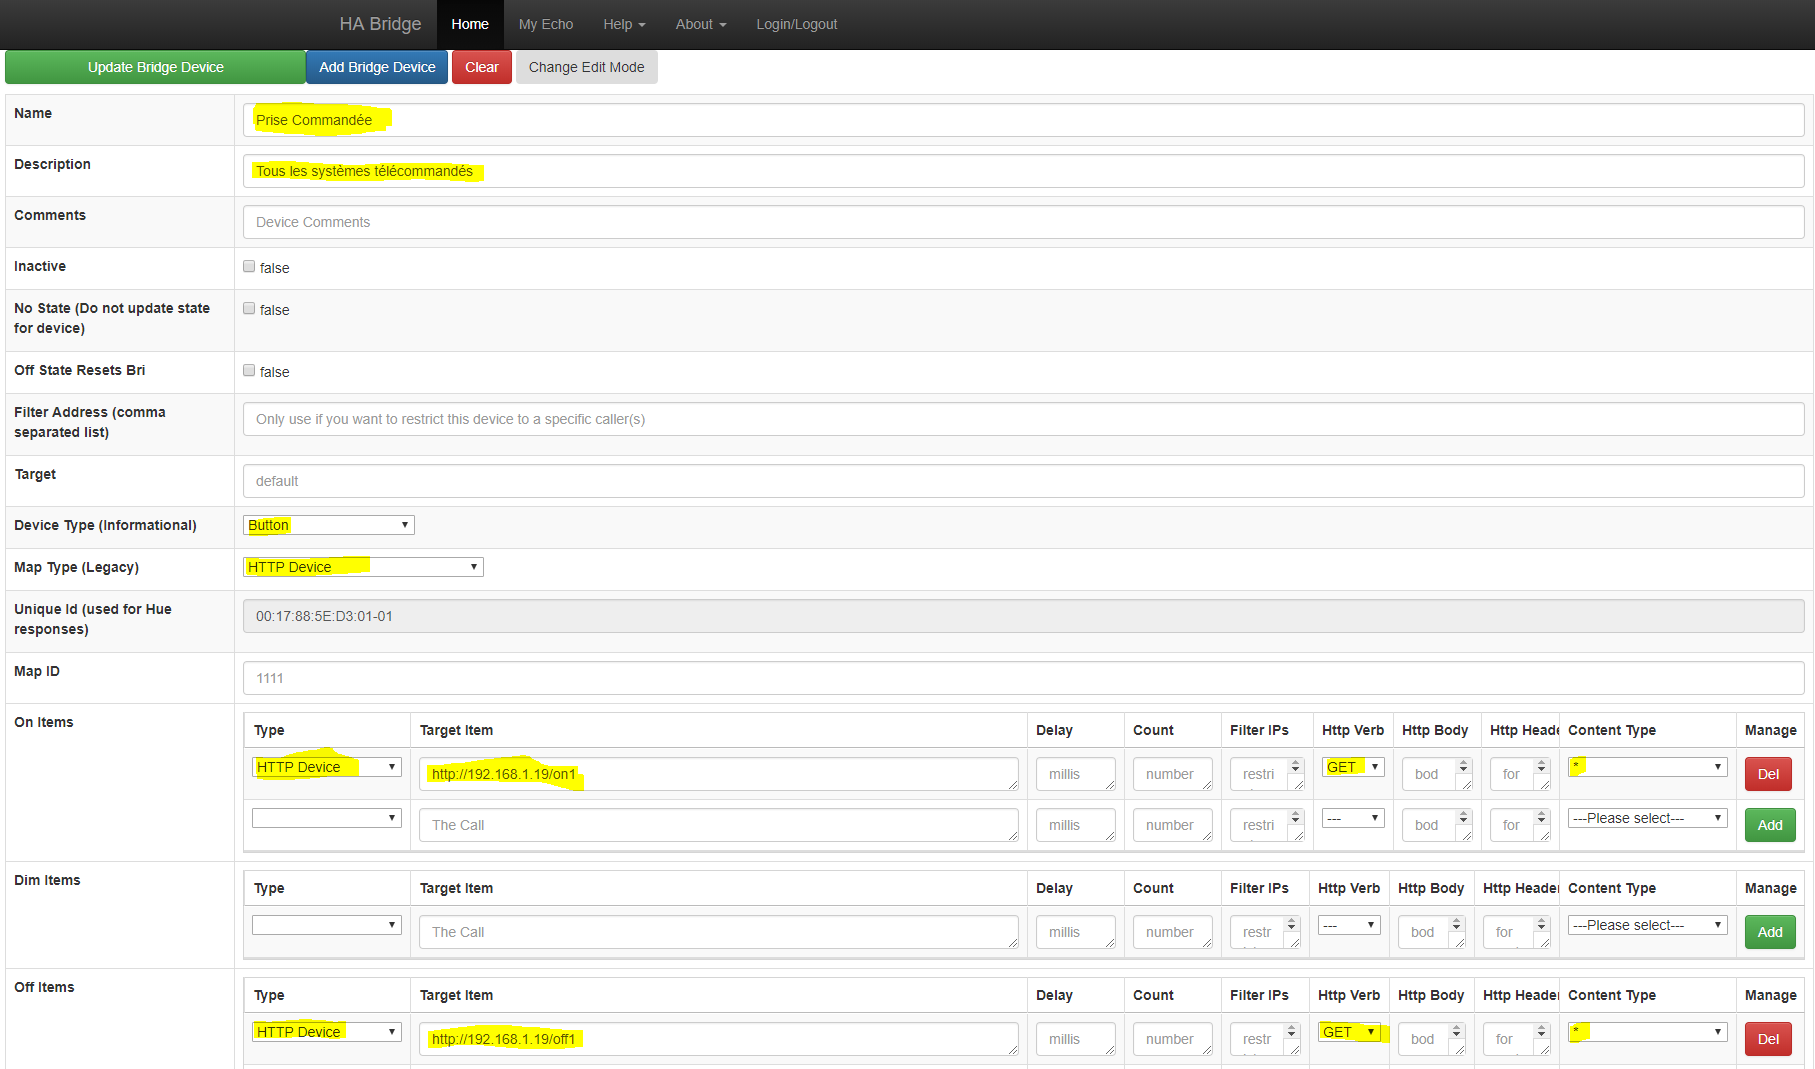 HA Bridge Home My Echo Help About Login/Logout
Update Bridge Device Add Bridge Device Clear Change Edit Mode
Name Prise Commandée
Description Tous les systèmes télécommandés
Comments Device Comments
Inactive false
No State (Do not update state
for device) false
Off State Resets Bri false
Filter Address (comma
separated list) Only use if you want to restrict this device to a specific caller(s)
Target default
Device Type (Informational) Button
Map Type (Legacy) HTTP Device
Unique Id (used for Hue
responses) 00:17:88:5E:D3:01-01
Map ID 1111
On Items
Type Target Item Delay Count Filter IPs Http Verb Http Body Http Heade Content Type Manage
HTTP Device http://192.168.1.19/on1 millis number restri GET bod for * Del
The Call millis number restri --- bod for ---Please select--- Add
Dim Items
Type Target Item Delay Count Filter IPs Http Verb Http Body Http Header Content Type Manage
The Call millis number restr --- bod for ---Please select--- Add
Off Items
Type Target Item Delay Count Filter IPs Http Verb Http Body Http Header Content Type Manage
HTTP Device http://192.168.1.19/off1 millis number restr GET bod for * Del